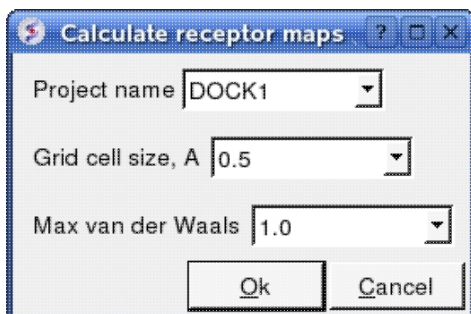 Calculate receptor maps ?
Project name DOCK1
Grid cell size, A 0.5
Max van der Waals 1.0
Ok Cancel